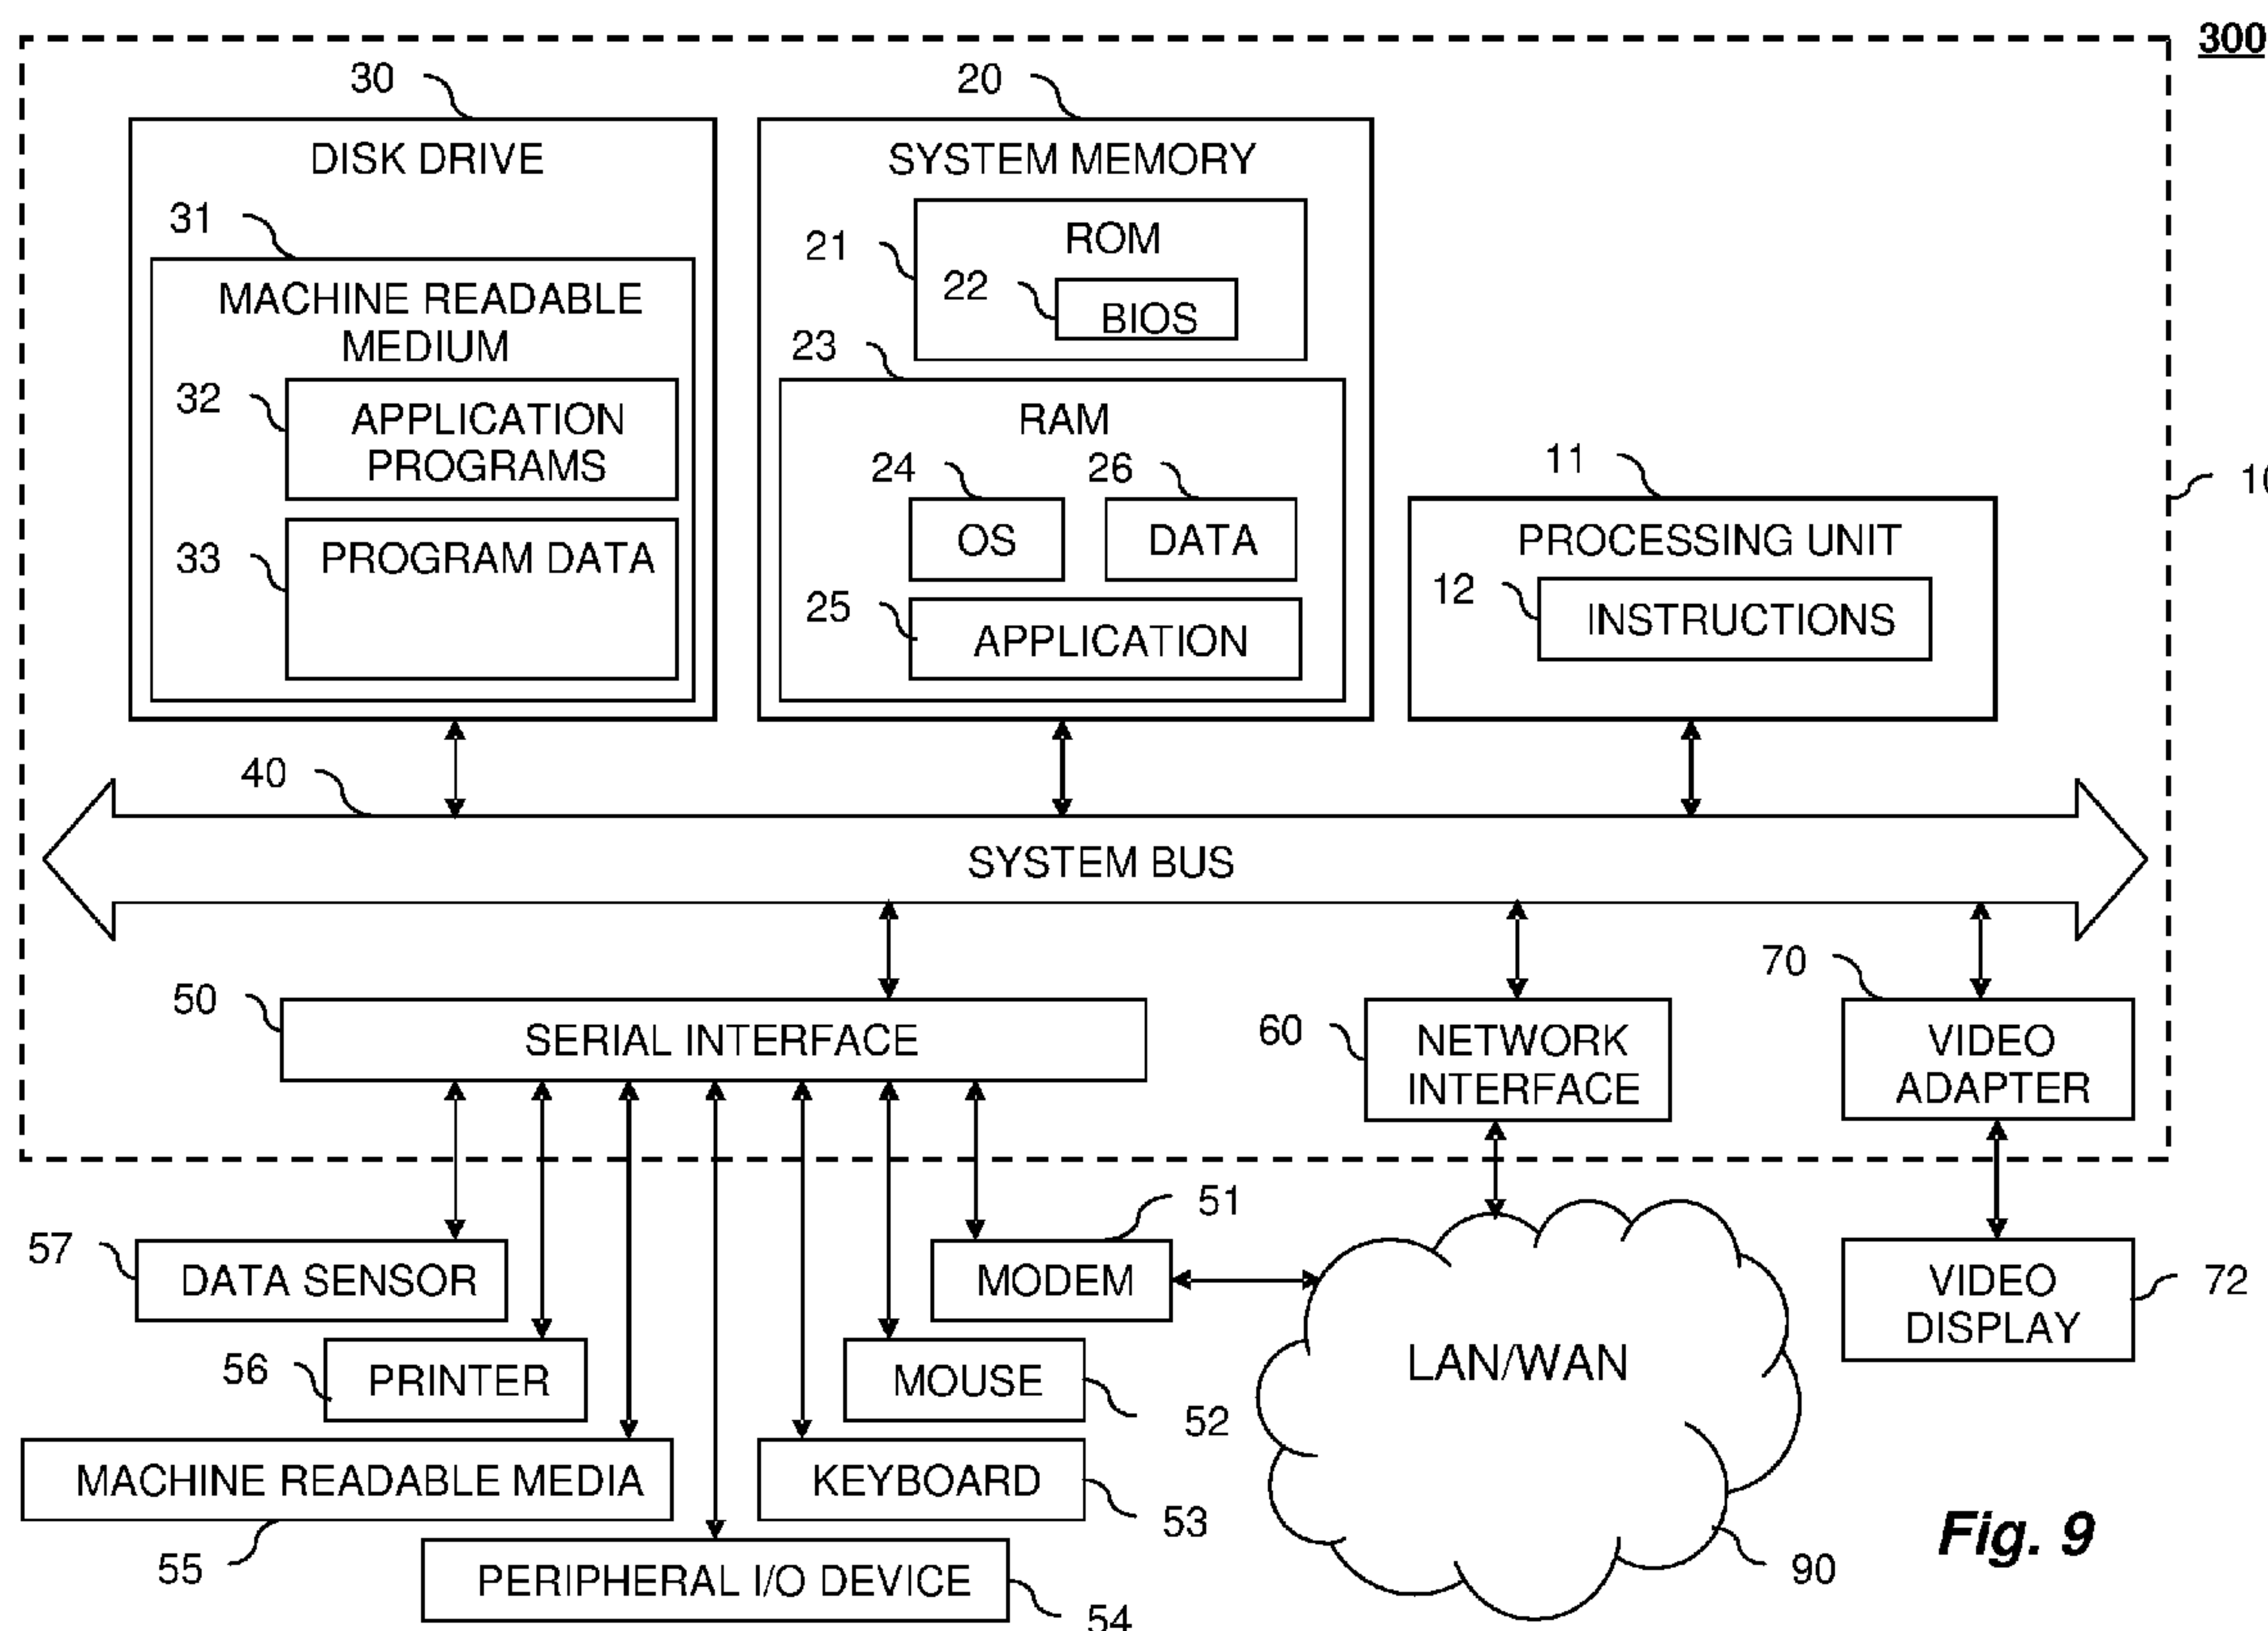 300
30
20
DISK DRIVE
SYSTEM MEMORY
31
21
ROM
MACHINE READABLE
MEDIUM
22
BIOS
23
32
APPLICATION
PROGRAMS
RAM
24
26
11
OS
DATA
PROCESSING UNIT
33
PROGRAM DATA
12
INSTRUCTIONS
25
APPLICATION
40
SYSTEM BUS
70
50
SERIAL INTERFACE
60
NETWORK
INTERFACE
VIDEO
ADAPTER
51
57
DATA SENSOR
MODEM
VIDEO
DISPLAY
72
56
PRINTER
MOUSE
LAN/WAN
52
MACHINE READABLE MEDIA
KEYBOARD
53
55
Fig. 9
90
PERIPHERAL I/O DEVICE
54